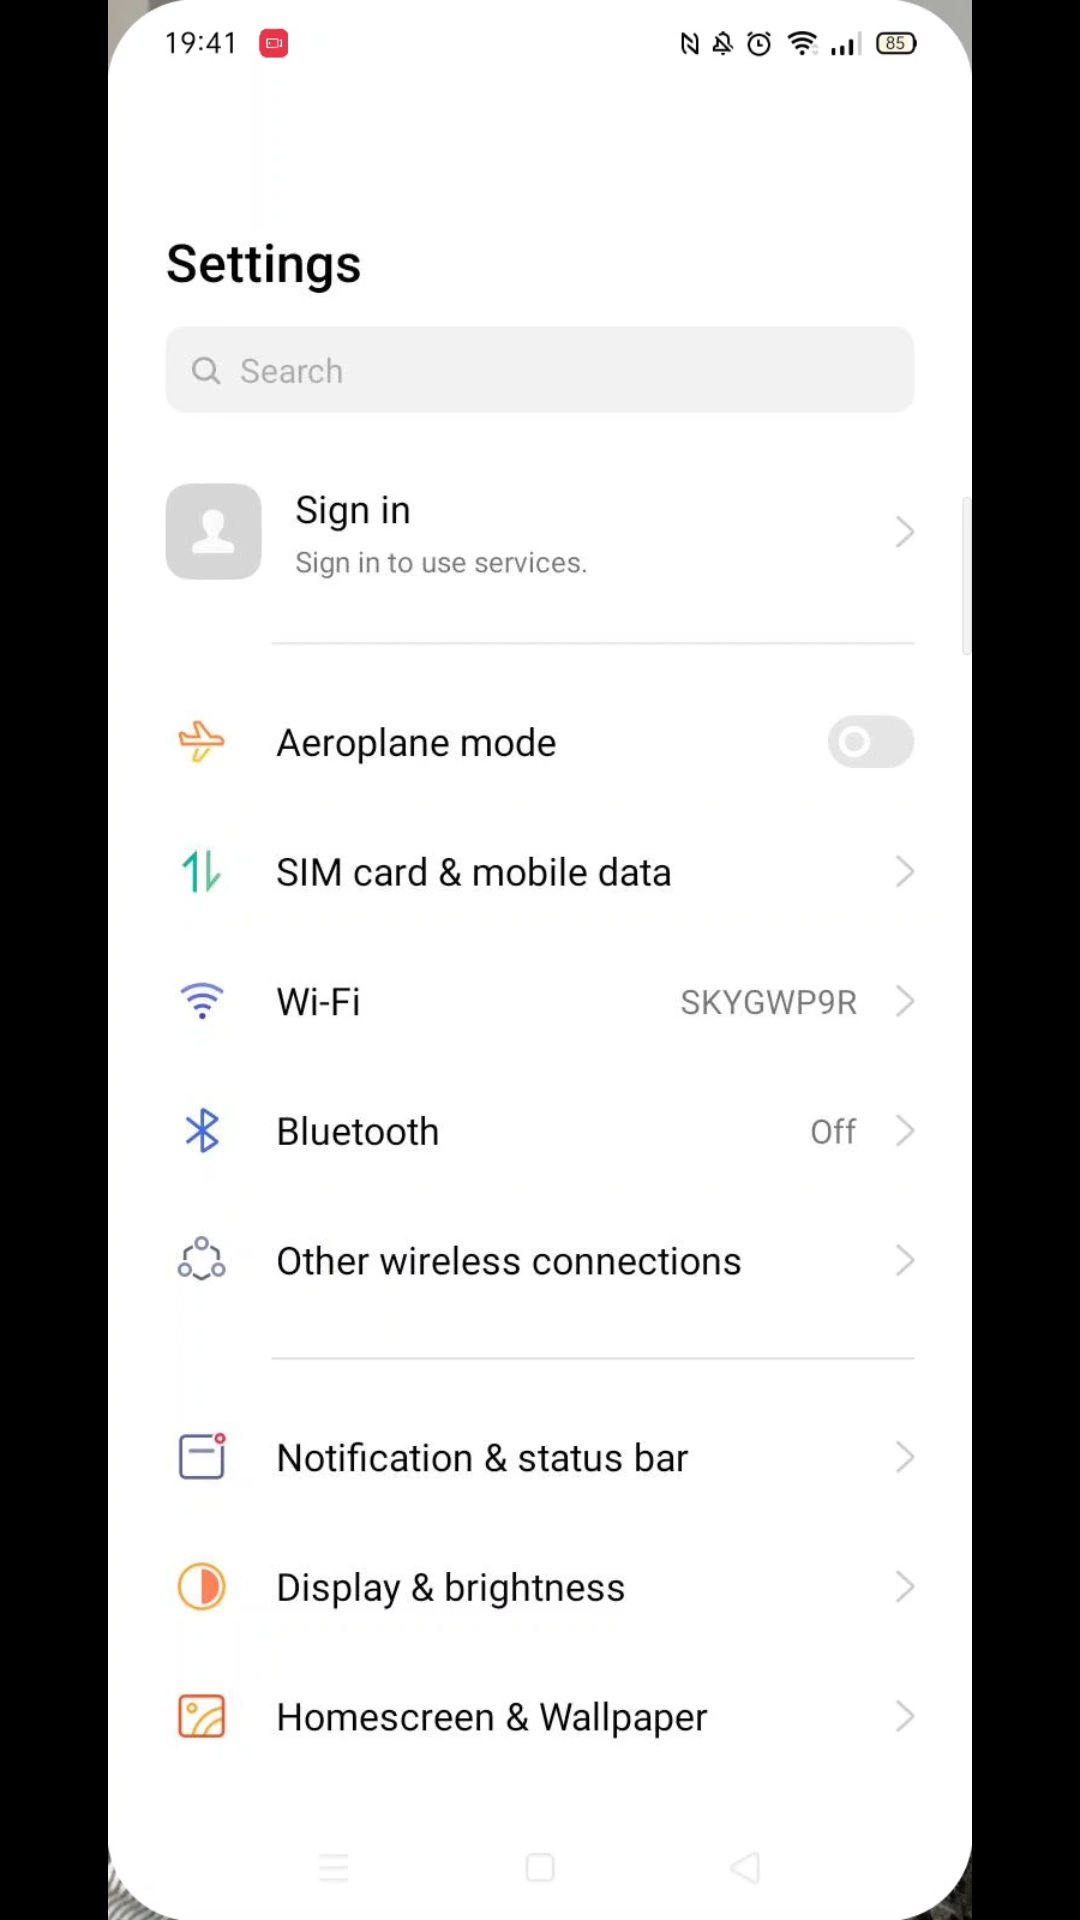 19:41
85
Settings
Search
Sign in
Sign in to use services.
Aeroplane mode
SIM card & mobile data
Wi-Fi SKYGWP9R
Bluetooth Off
Other wireless connections
Notification & status bar
Display & brightness
Homescreen & Wallpaper